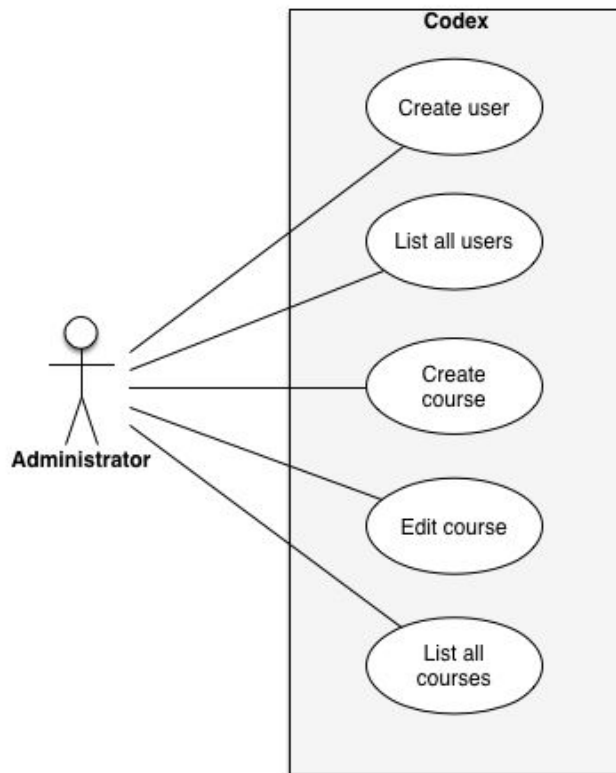 Codex
Create user
List all users
Create
course
Administrator
Edit course
List all
courses